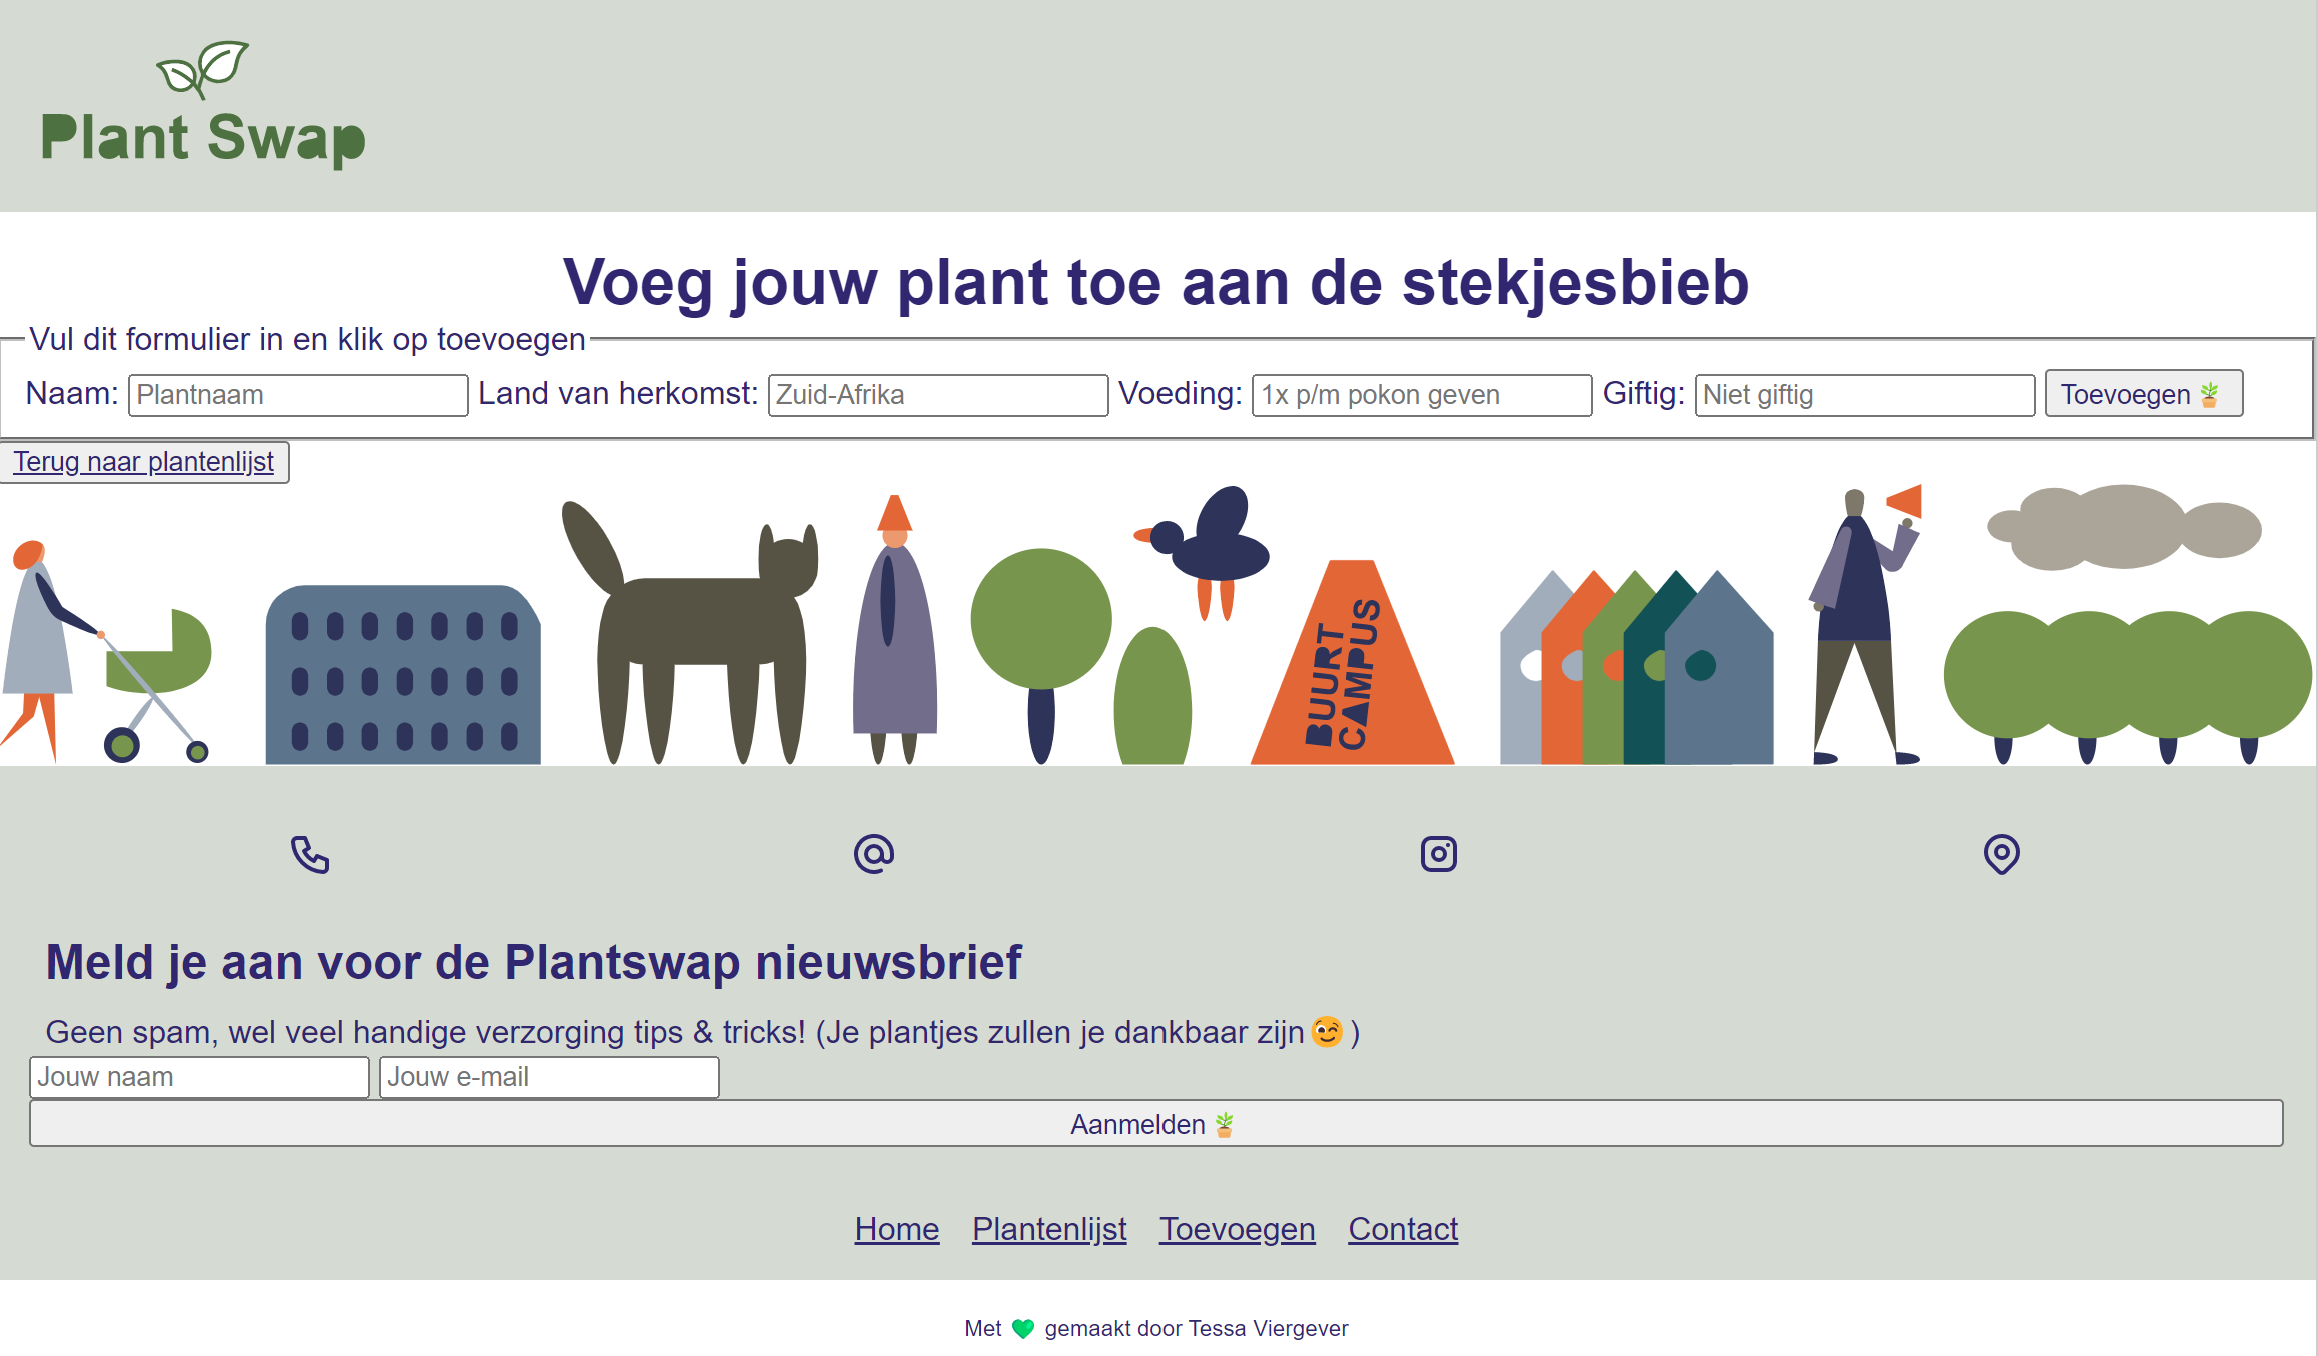 Plant Swap
Voeg jouw plant toe aan de stekjesbieb
Vul dit formulier in en klik op toevoegen
Naam: Plantnaam Land van herkomst: Zuid-Afrika Voeding: 1x p/m pokon geven Giftig: Niet giftig Toevoegen 🪴
Terug naar plantenlijst
BUURT
CAMPUS
Meld je aan voor de Plantswap nieuwsbrief
Geen spam, wel veel handige verzorging tips & tricks! (Je plantjes zullen je dankbaar zijn😉)
Jouw naam Jouw e-mail
Aanmelden 🪴
Home Plantenlijst Toevoegen Contact
Met 💚 gemaakt door Tessa Viergever